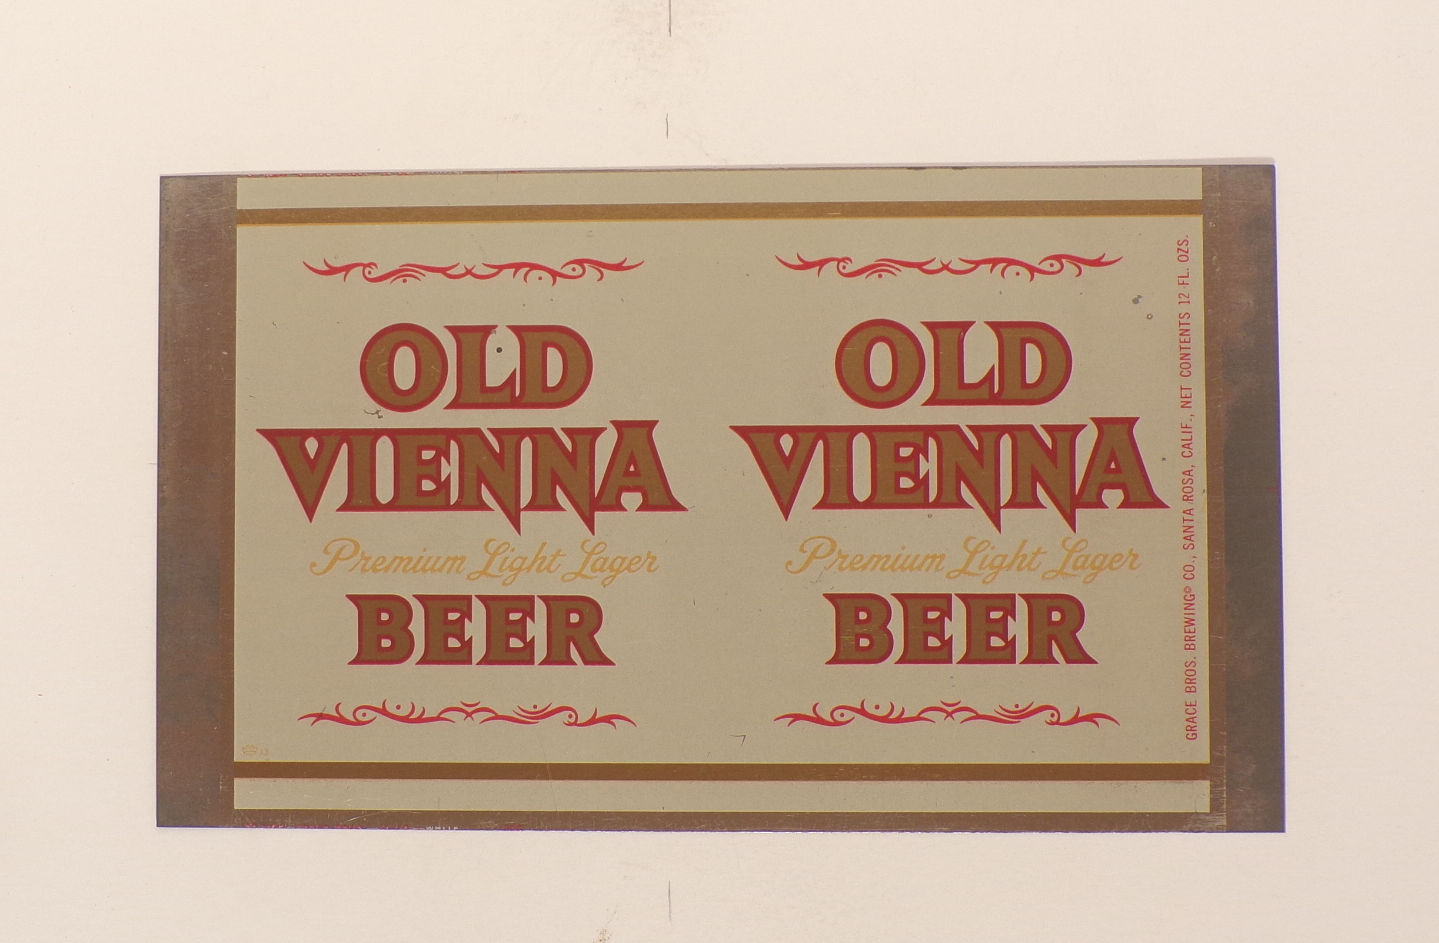 OLD
VIENNA
Premium Light Lager
BEER
OLD
VIENNA
Premium Light Lager
BEER
GRACE BROS. BREWING® CO., SANTA ROSA, CALIF., NET CONTENTS 12 FL. OZS.